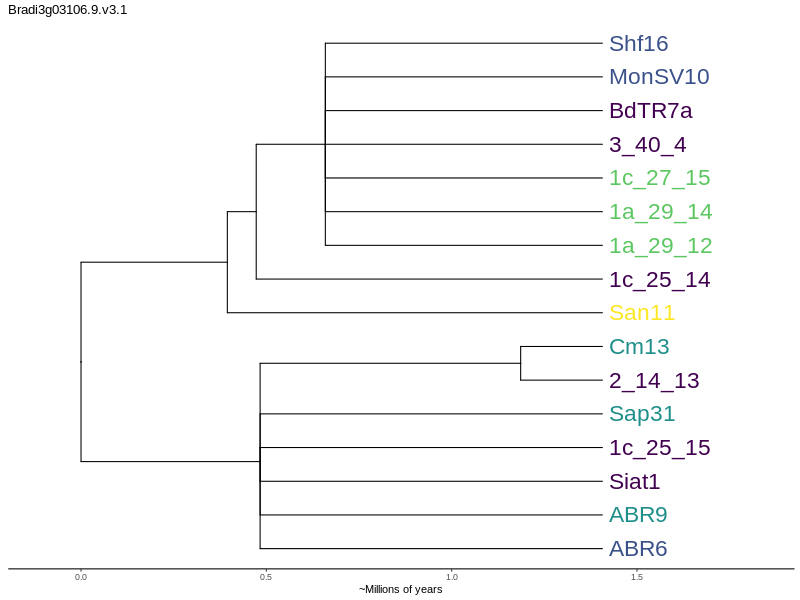 Bradi3g03106.9.v3.1
Shf16
MonSV10
BdTR7a
3_40_4
1c_27_15
1a_29_14
1a_29_12
1c_25_14
San11
Cm13
2_14_13
Sap31
1c_25_15
Siat1
ABR9
ABR6
0.0 0.5 1.0 1.5
~Millions of years